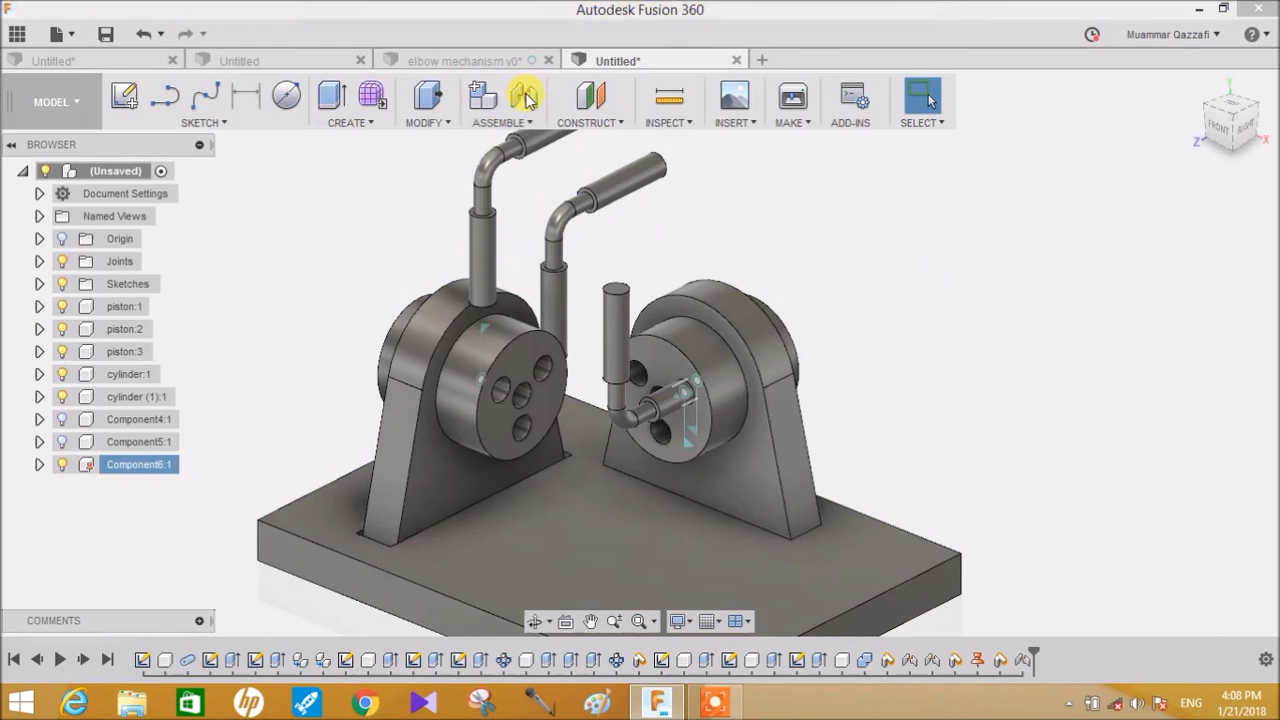 Autodesk Fusion 360
Muammar Qazzafi
Untitled*
Untitled
elbow mechanism v0*
Untitled*
MODEL
SKETCH
CREATE
MODIFY
ASSEMBLE
CONSTRUCT
INSPECT
INSERT
MAKE
ADD-INS
SELECT
BROWSER
(Unsaved)
Document Settings
Named Views
Origin
Joints
Sketches
piston:1
piston:2
piston:3
cylinder:1
cylinder (1):1
Component4:1
Component5:1
Component6:1
Y
FRONT
RIGHT
Z
X
COMMENTS
ENG
4:08 PM
1/21/2018